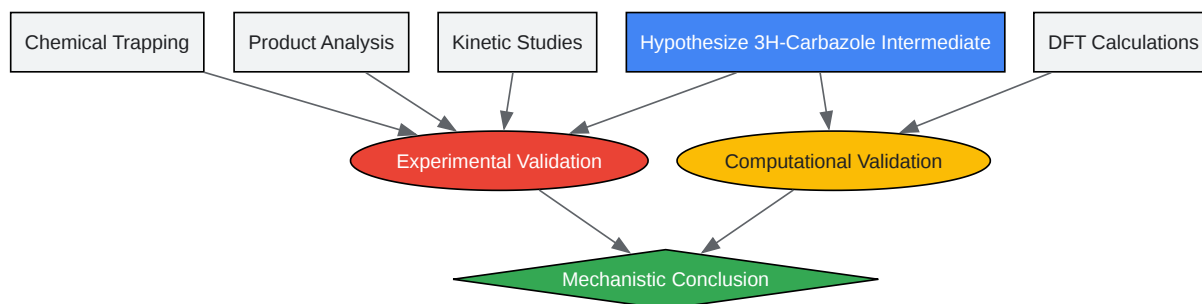 Chemical Trapping
Product Analysis
Kinetic Studies
Hypothesize 3H-Carbazole Intermediate
DFT Calculations
Experimental Validation
Computational Validation
Mechanistic Conclusion